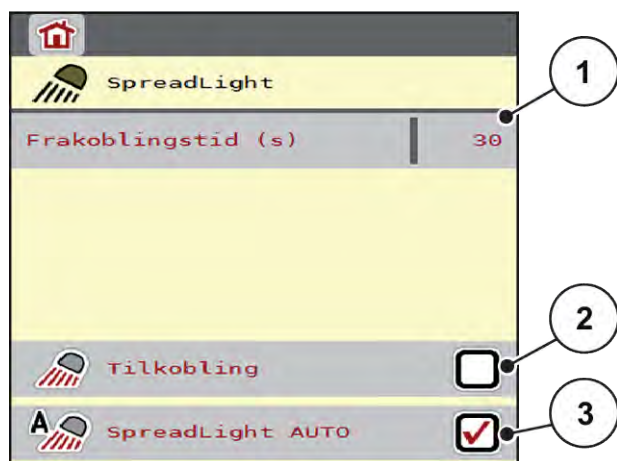 SpreadLight
Frakoblingstid (s) 30
1
Tilkobling
2
A SpreadLight AUTO
3